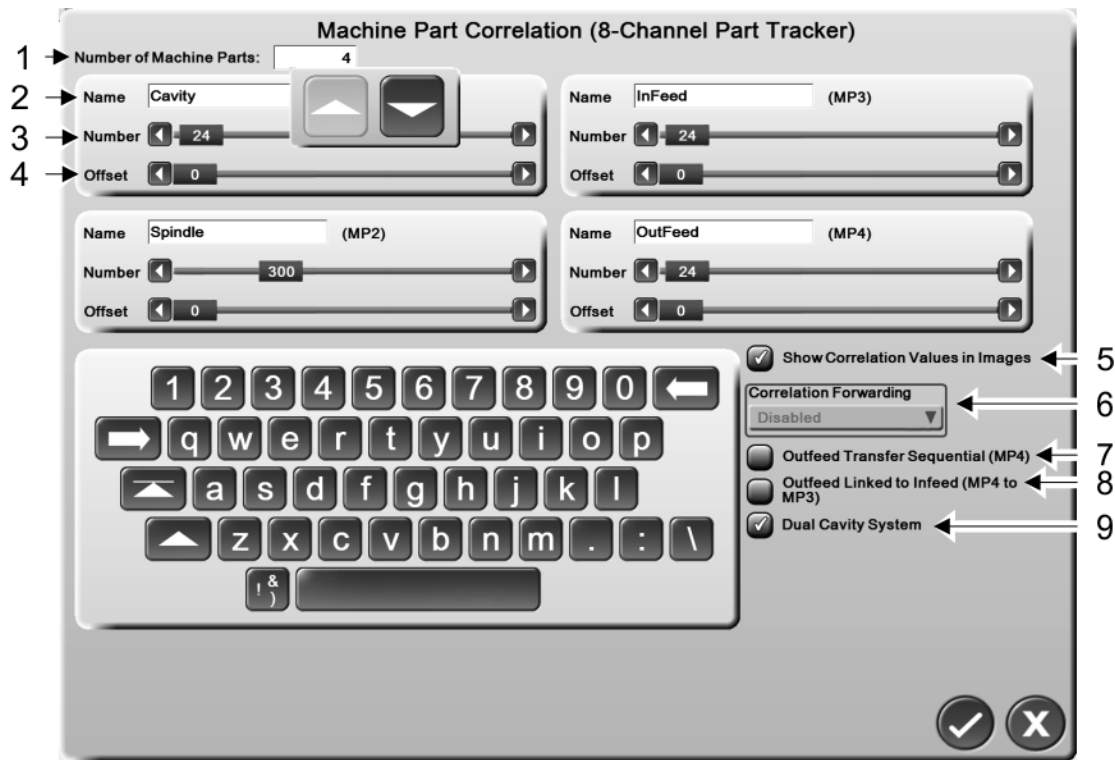 Machine Part Correlation (8-Channel Part Tracker)
1 Number of Machine Parts: 4
2 Name Cavity
3 Number 24
4 Offset 0
Name InFeed (MP3)
Number 24
Offset 0
Name Spindle (MP2)
Number 300
Offset 0
Name OutFeed (MP4)
Number 24
Offset 0
1 2 3 4 5 6 7 8 9 0
q w e r t y u i o p
a s d f g h j k l
z x c v b n m . : \
! & )
Show Correlation Values in Images 5
Correlation Forwarding
Disabled 6
Outfeed Transfer Sequential (MP4) 7
Outfeed Linked to Infeed (MP4 to 8
MP3)
Dual Cavity System 9
X